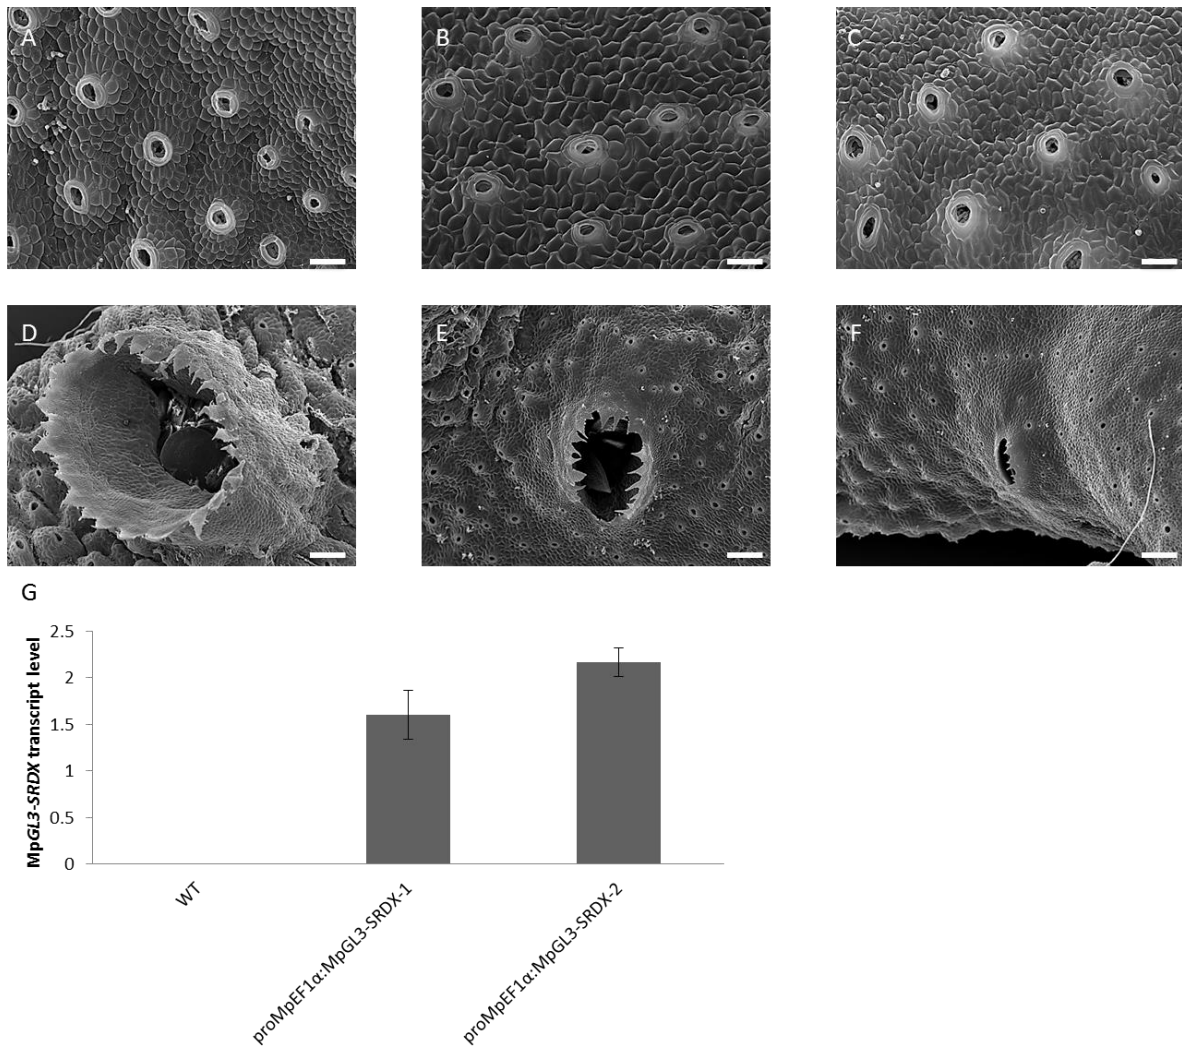 A
B
C
D
E
F
G
MpGL3-SRDX transcript level
2.5
2
1.5
1
0.5
0
WT
proMpEF1α:MpGL3-SRDX-1
proMpEF1α:MpGL3-SRDX-2